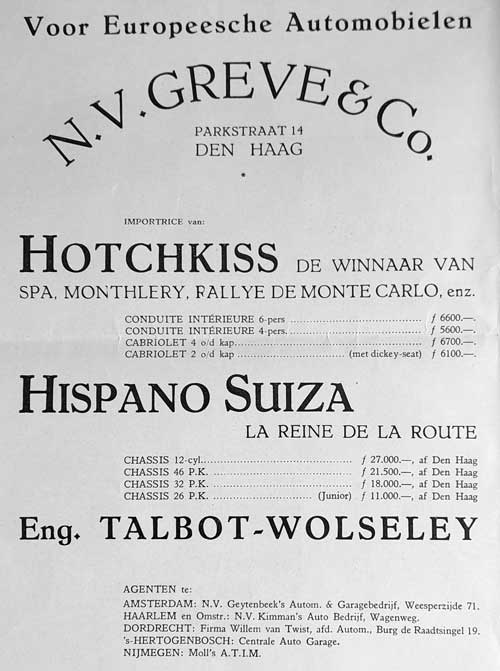 Voor Europeesche Automobielen
N.V. GREVE & Co.
PARKSTRAAT 14
DEN HAAG
IMPORTRICE van:
HOTCHKISS DE WINNAAR VAN
SPA, MONTHLERY, RALLYE DE MONTE CARLO, enz.
CONDUITE INTÉRIEURE 6-pers ........ ƒ 6600.—.
CONDUITE INTÉRIEURE 4-pers. ........ ƒ 5600.—.
CABRIOLET 4 o/d kap........ ƒ 6700.—.
CABRIOLET 2 o/d kap ........ (met dickey-seat) ƒ 6100.—.
HISPANO SUIZA
LA REINE DE LA ROUTE
CHASSIS 12-cyl........ ƒ 27.000.—, af Den Haag
CHASSIS 46 P.K. ........ ƒ 21.500.—, af Den Haag
CHASSIS 32 P.K. ........ ƒ 18.000.—, af Den Haag
CHASSIS 26 P.K. ........ (Junior) ƒ 11.000.—, af Den Haag
Eng. TALBOT-WOLSELEY
AGENTEN te:
AMSTERDAM: N.V. Geytenbeek's Autom. & Garagebedrijf, Weesperzijde 71.
HAARLEM en Omstr.: N.V. Kimman's Auto Bedrijf, Wagenweg.
DORDRECHT: Firma Willem van Twist, afd. Autom., Burg de Raadtsingel 19.
's-HERTOGENBOSCH: Centrale Auto Garage.
NIJMEGEN: Moll's A.T.I.M.